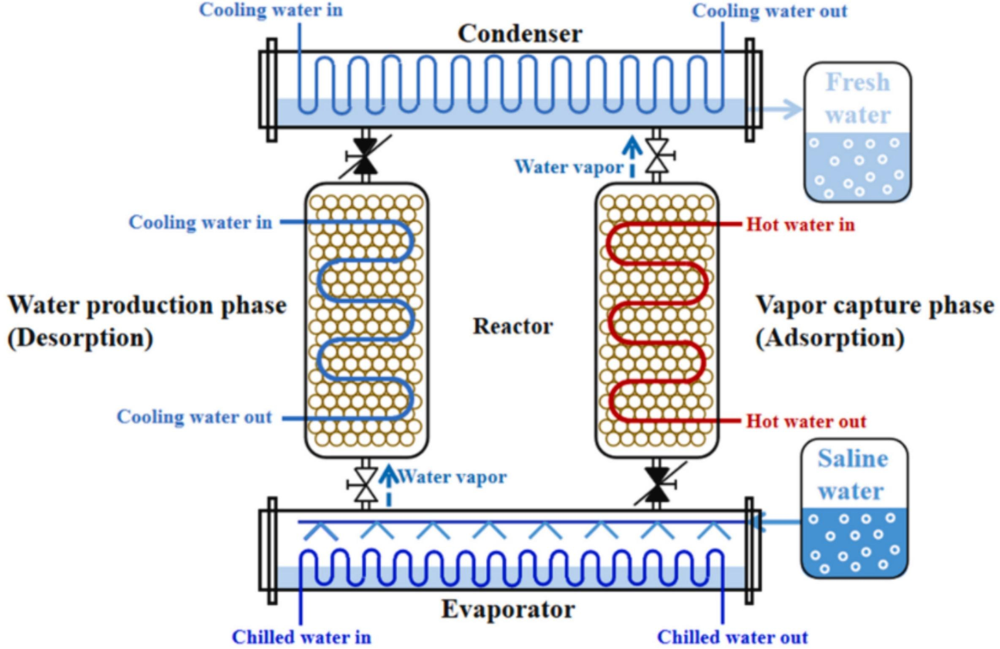 Cooling water in
Cooling water out
Condenser
Fresh
water
Water vapor
Cooling water in
Hot water in
Water production phase
(Desorption)
Reactor
Vapor capture phase
(Adsorption)
Cooling water out
Hot water out
Saline
water
Water vapor
Evaporator
Chilled water in
Chilled water out